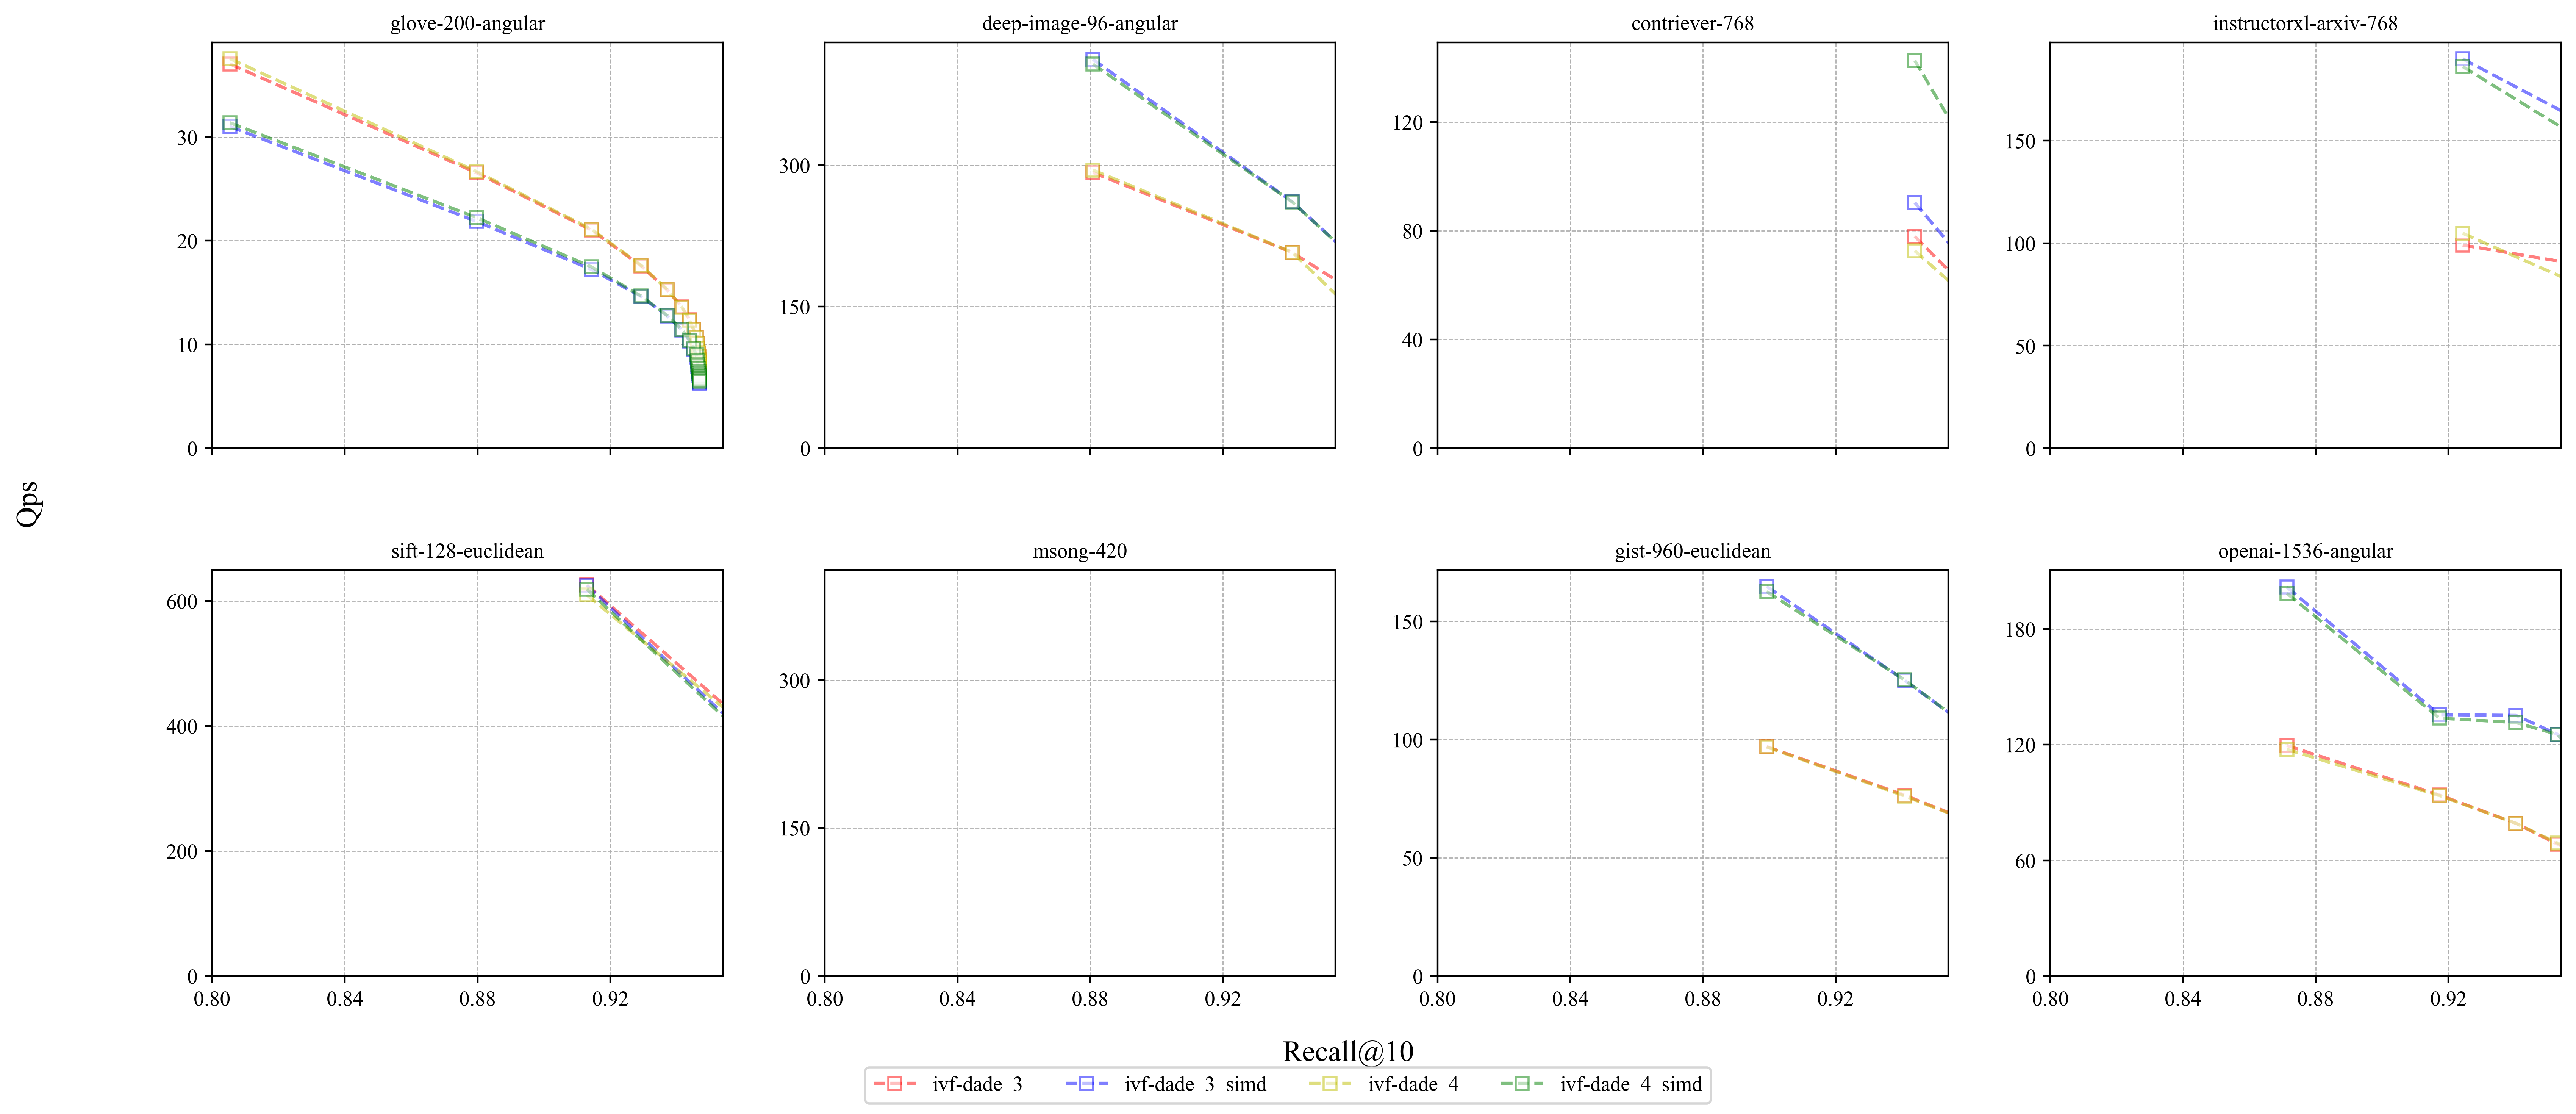 glove-200-angular
deep-image-96-angular
contriever-768
instructorxl-arxiv-768
30
20
10
0
300
150
0
120
80
40
0
150
100
50
0
Qps
sift-128-euclidean
msong-420
gist-960-euclidean
openai-1536-angular
600
400
200
0
300
150
0
150
100
50
0
180
120
60
0
0.80 0.84 0.88 0.92
0.80 0.84 0.88 0.92
0.80 0.84 0.88 0.92
0.80 0.84 0.88 0.92
Recall@10
ivf-dade_3 ivf-dade_3_simd ivf-dade_4 ivf-dade_4_simd